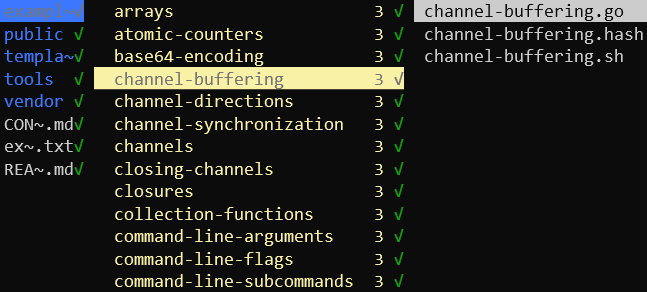 exampl~√ arrays 3 √ channel-buffering.go
public √ atomic-counters 3 √ channel-buffering.hash
templa~√ base64-encoding 3 √ channel-buffering.sh
tools √ channel-buffering 3 √
vendor √ channel-directions 3 √
CON~.md√ channel-synchronization 3 √
ex~.txt√ channels 3 √
REA~.md√ closing-channels 3 √
closures 3 √
collection-functions 3 √
command-line-arguments 3 √
command-line-flags 3 √
command-line-subcommands 3 √